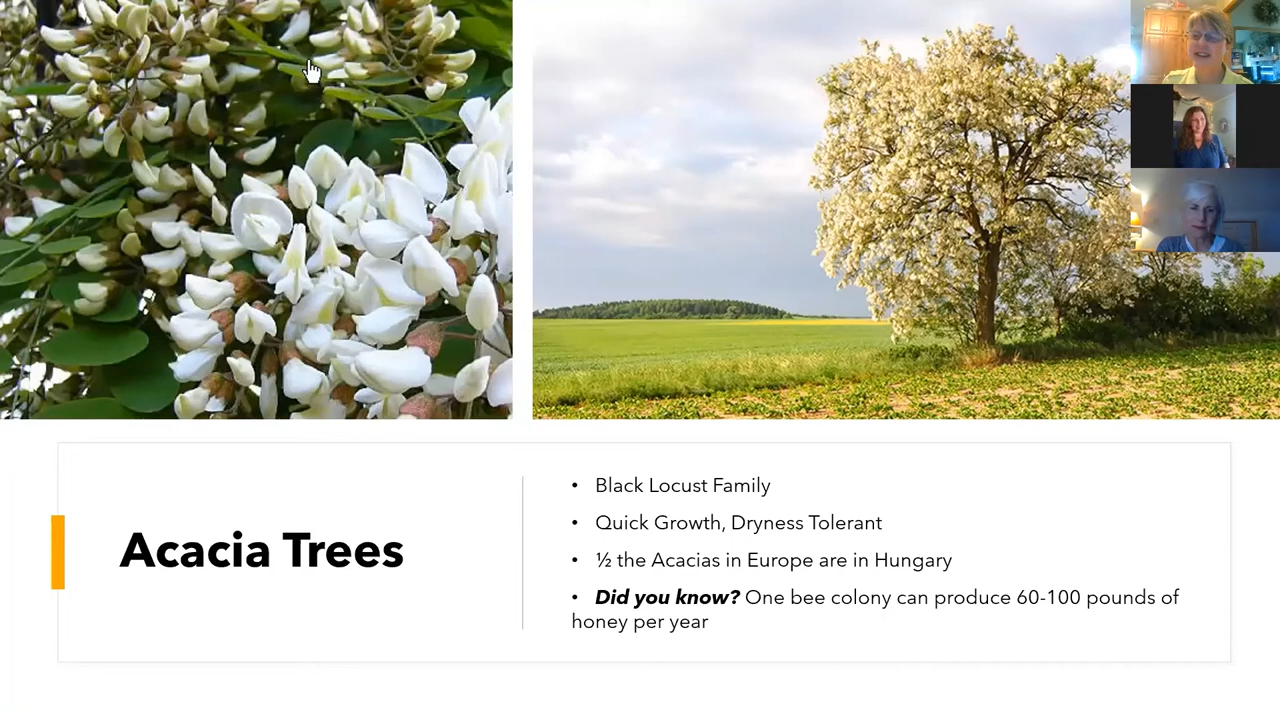 Acacia Trees
• Black Locust Family
• Quick Growth, Dryness Tolerant
• ½ the Acacias in Europe are in Hungary
• Did you know? One bee colony can produce 60-100 pounds of
honey per year